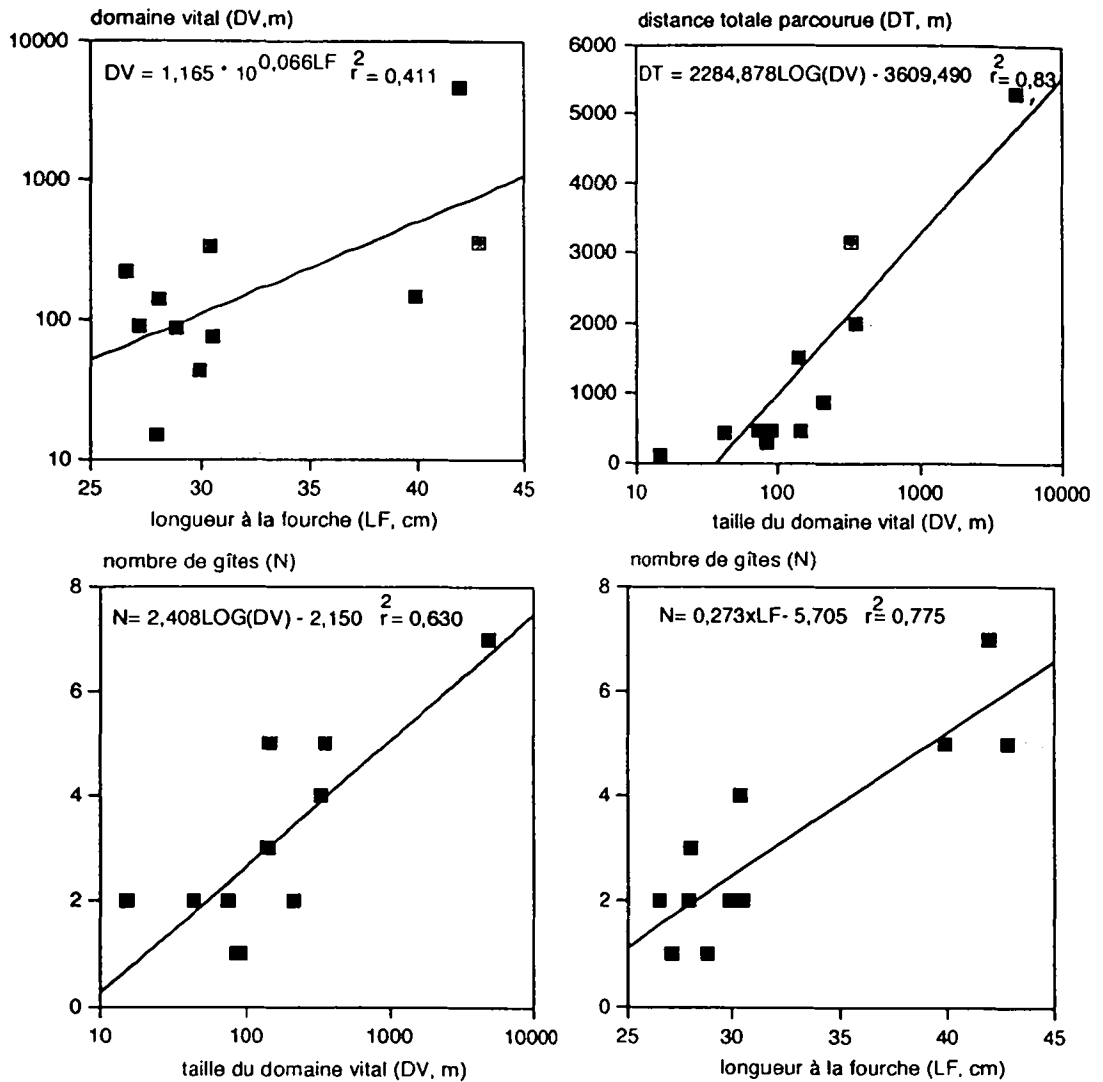 domaine vital (DV,m)
10000
1000
100
10
DV = 1,165 * 10^0,066LF r^2 = 0,411
25 30 35 40 45
longueur à la fourche (LF, cm)
distance totale parcourue (DT, m)
6000
5000
4000
3000
2000
1000
0
DT = 2284,878LOG(DV) - 3609,490 r^2 = 0,83
10 100 1000 10000
taille du domaine vital (DV, m)
nombre de gîtes (N)
8
6
4
2
0
N= 2,408LOG(DV) - 2,150 r^2 = 0,630
10 100 1000 10000
taille du domaine vital (DV, m)
nombre de gîtes (N)
8
6
4
2
0
N= 0,273xLF- 5,705 r^2 = 0,775
25 30 35 40 45
longueur à la fourche (LF, cm)